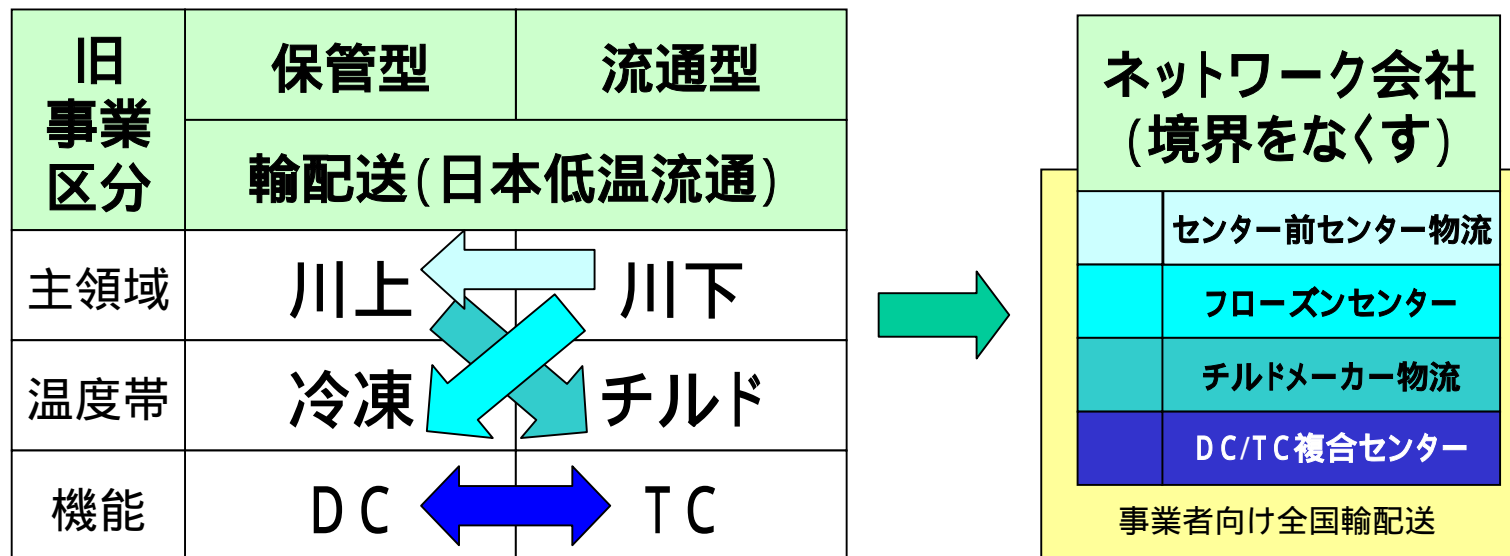 旧
事業
区分
保管型
流通型
輸配送(日本低温流通)
主領域
川上
川下
温度帯
冷凍
チルド
機能
DC
TC
ネットワーク会社
(境界をなくす)
センター前センター物流
フローズンセンター
チルドメーカー物流
DC/TC複合センター
事業者向け全国輸配送